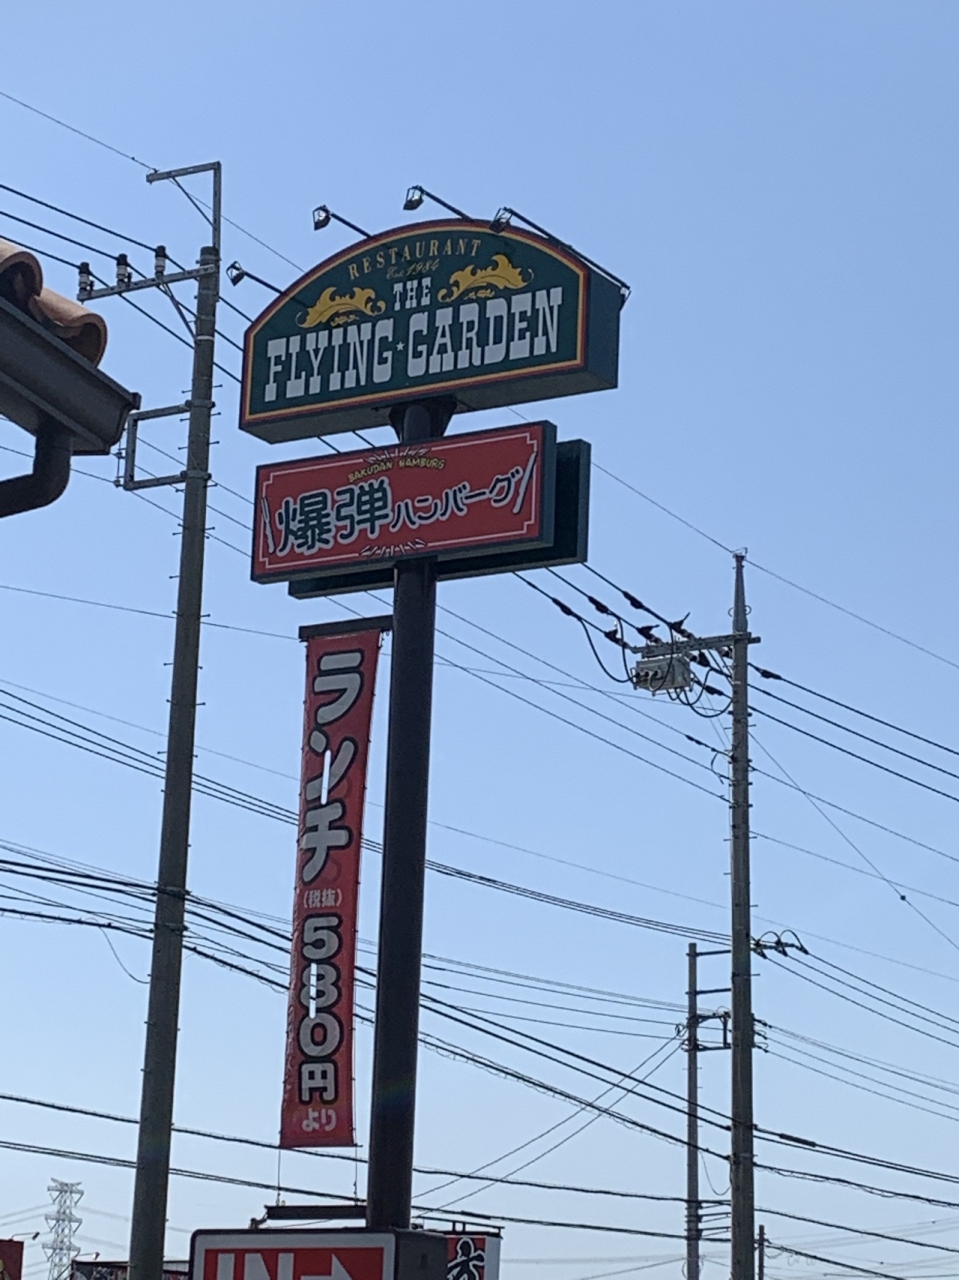 RESTAURANT
Est. 1984
THE
FLYING★GARDEN
BAKUDAN HAMBURG
爆弾ハンバーグ
ランチ
(税抜)
580円
より
IN→